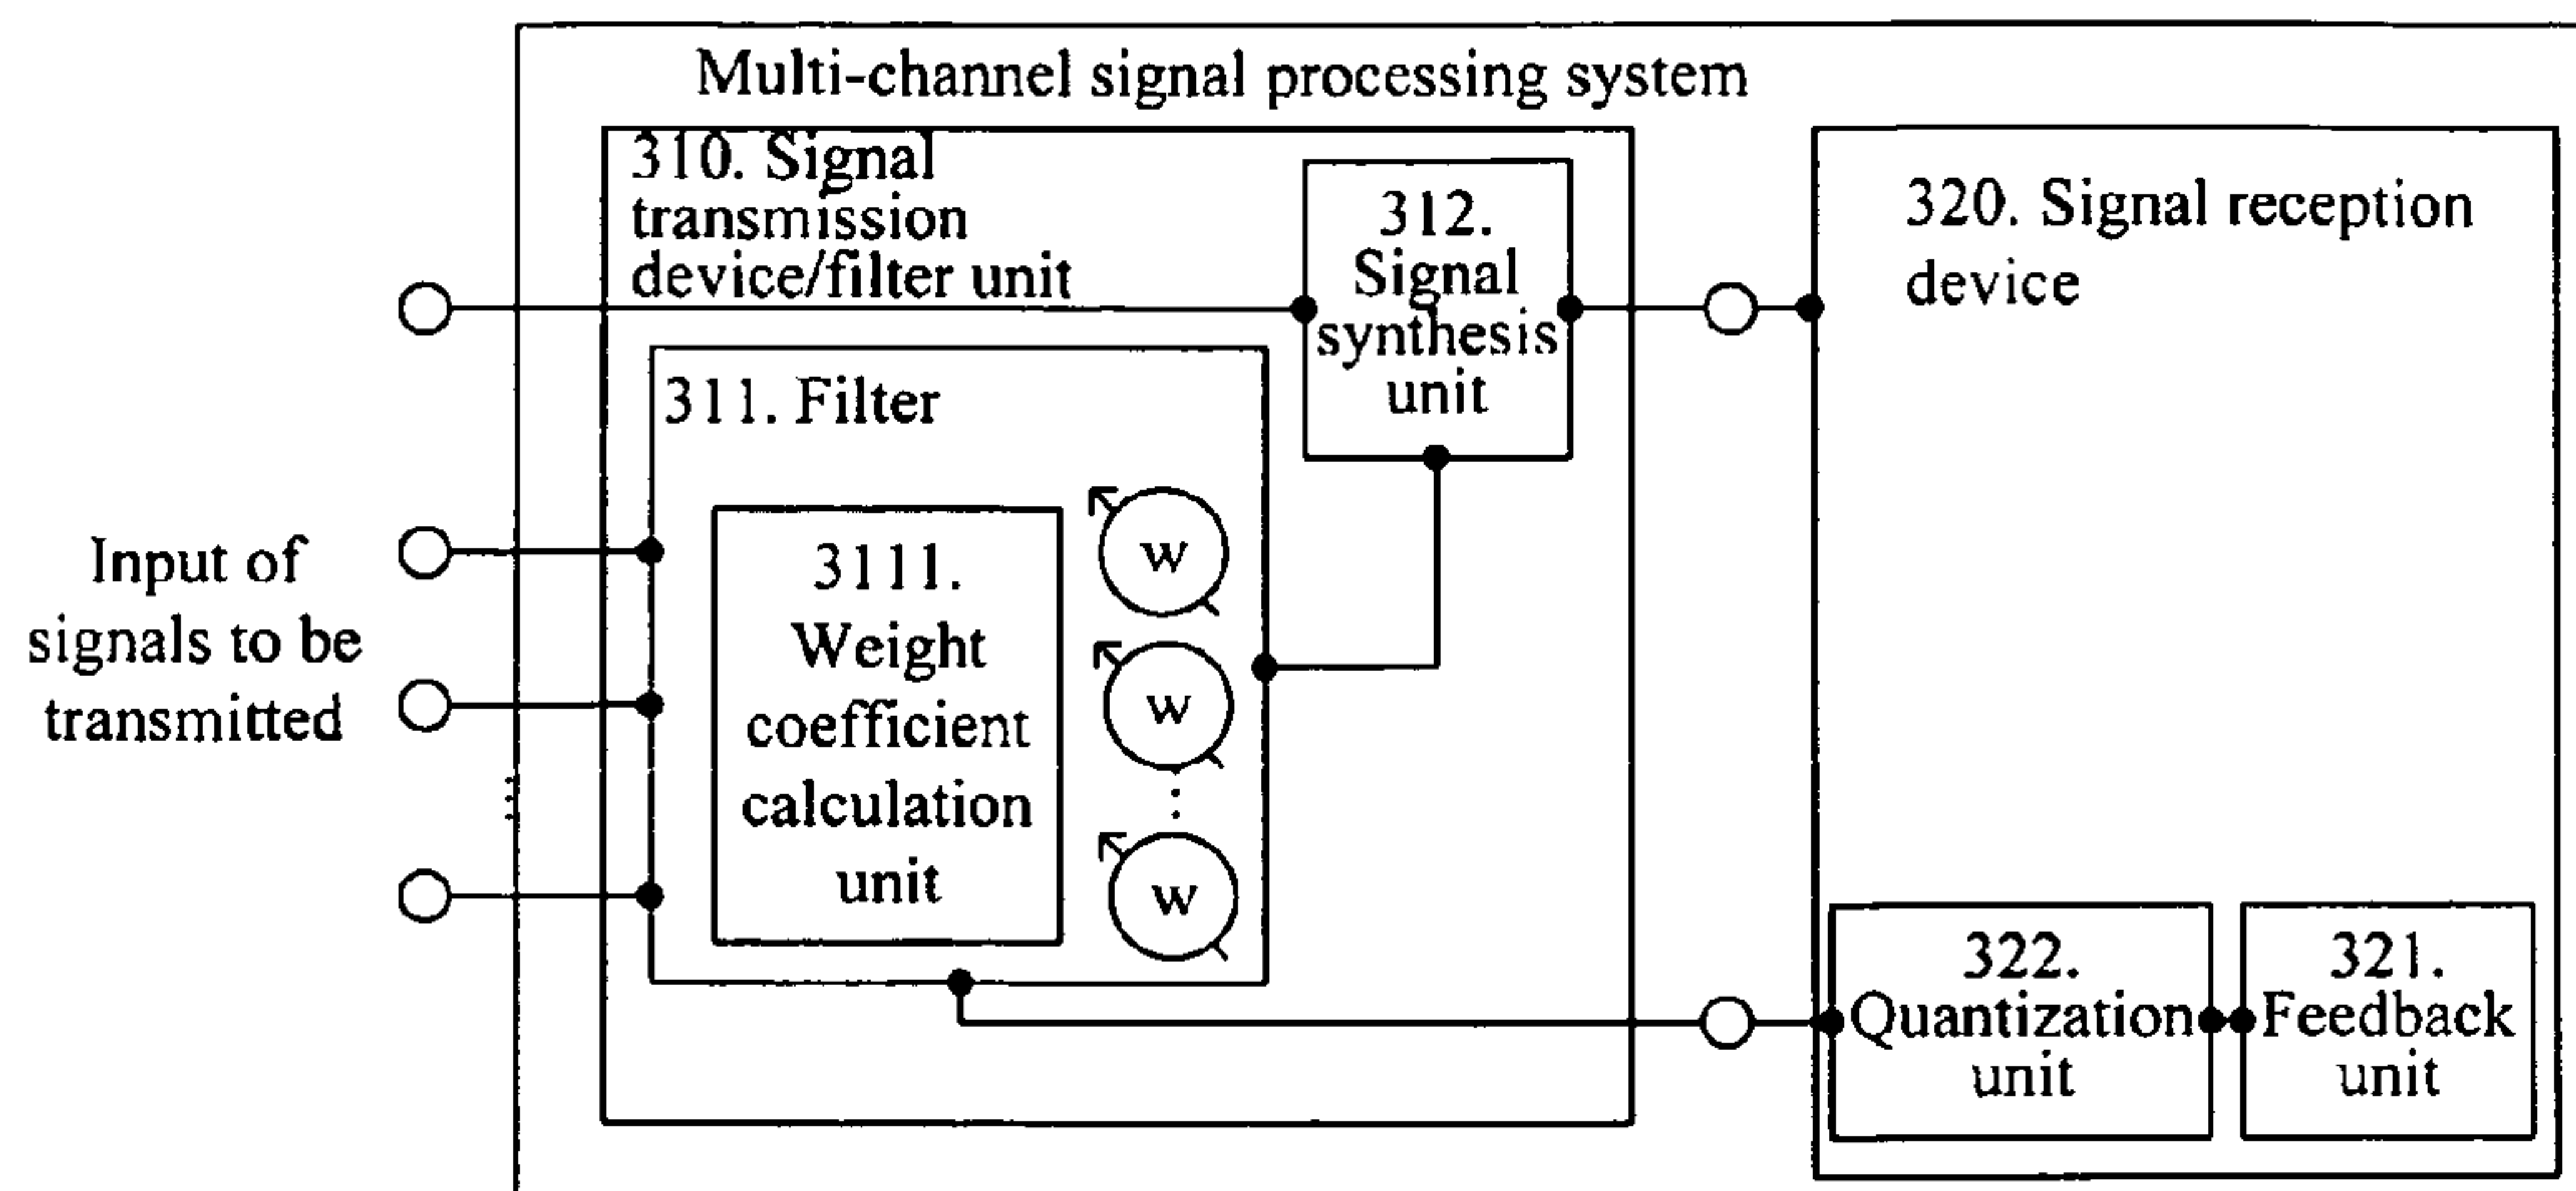 Multi-channel signal processing system
310. Signal
transmission
device/filter unit
312.
Signal
synthesis
unit
320. Signal reception
device
311. Filter
Input of
signals to be
transmitted
3111.
Weight
coefficient
calculation
unit
w
w
w
322.
Quantization
unit
321.
Feedback
unit